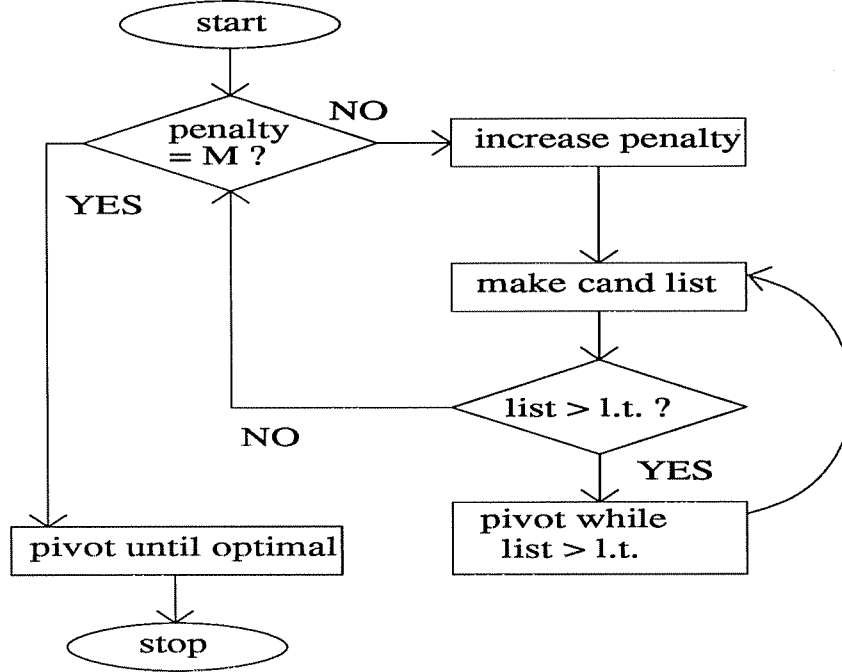 start
penalty
= M ?
NO
increase penalty
YES
make cand list
list > l.t. ?
NO
YES
pivot while
list > l.t.
pivot until optimal
stop